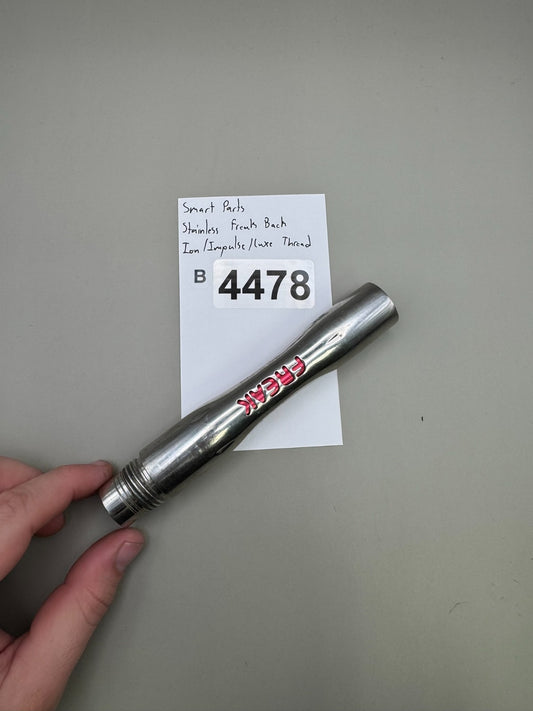 Smart Parts
Stainless Freak Back
Ion/Impulse/Luxe Thread
B 4478
FREAK